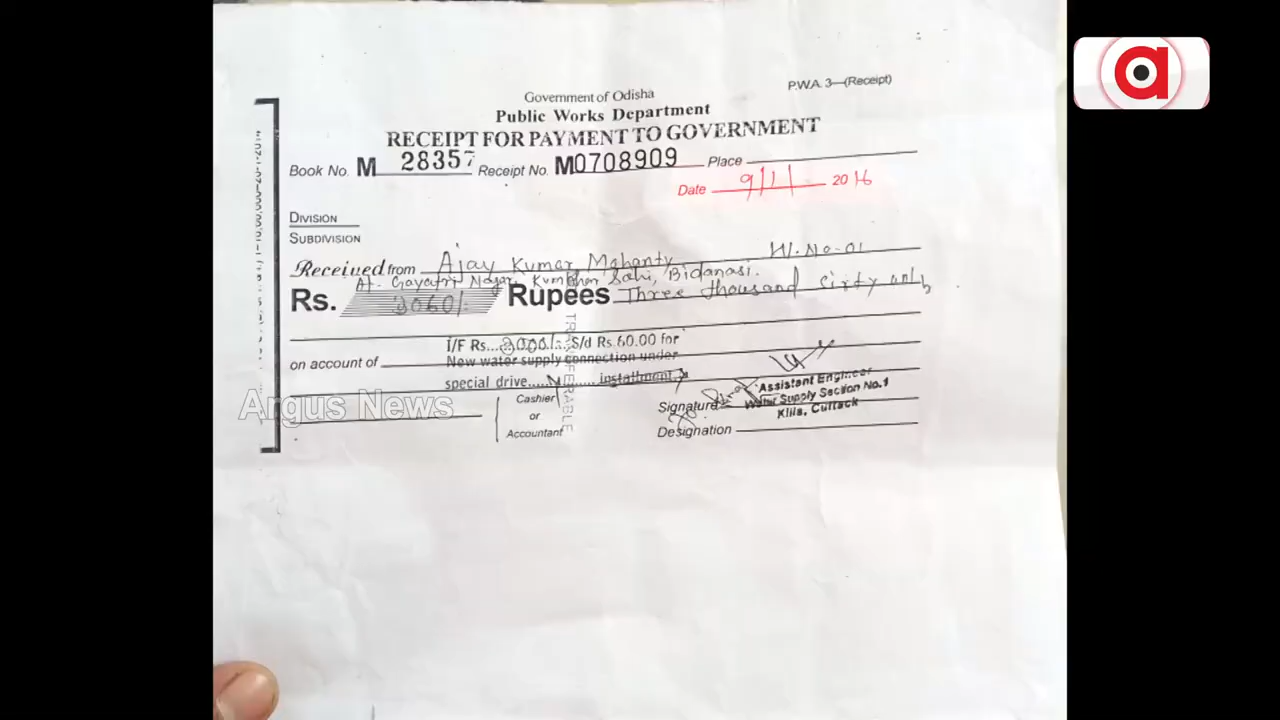 a
P.W.A. 3—(Receipt)
Government of Odisha
Public Works Department
RECEIPT FOR PAYMENT TO GOVERNMENT
Book No. M 28357 Receipt No. M0708909 Place
Date 9/11/2016
DIVISION
SUBDIVISION
Received from Ajay Kumar Mohanty W.No-01
At- Gayatri Nagar, Kumbhar Sahi, Bidanasi.
Rs. 3060/- Rupees Three thousand sixty only
I/F Rs...3000/-. S/d Rs.60.00 for
on account of New water supply connection under
special drive..... installment
TRANSFERABLE
Argus News
Cashier
or
Accountant
Signature
Designation
Assistant Engineer
Water Supply Section No.1
Killa, Cuttack